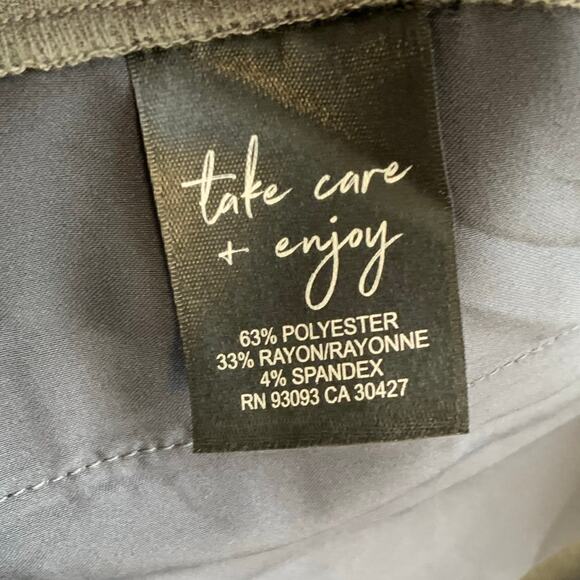 take care
+ enjoy
63% POLYESTER
33% RAYON/RAYONNE
4% SPANDEX
RN 93093 CA 30427